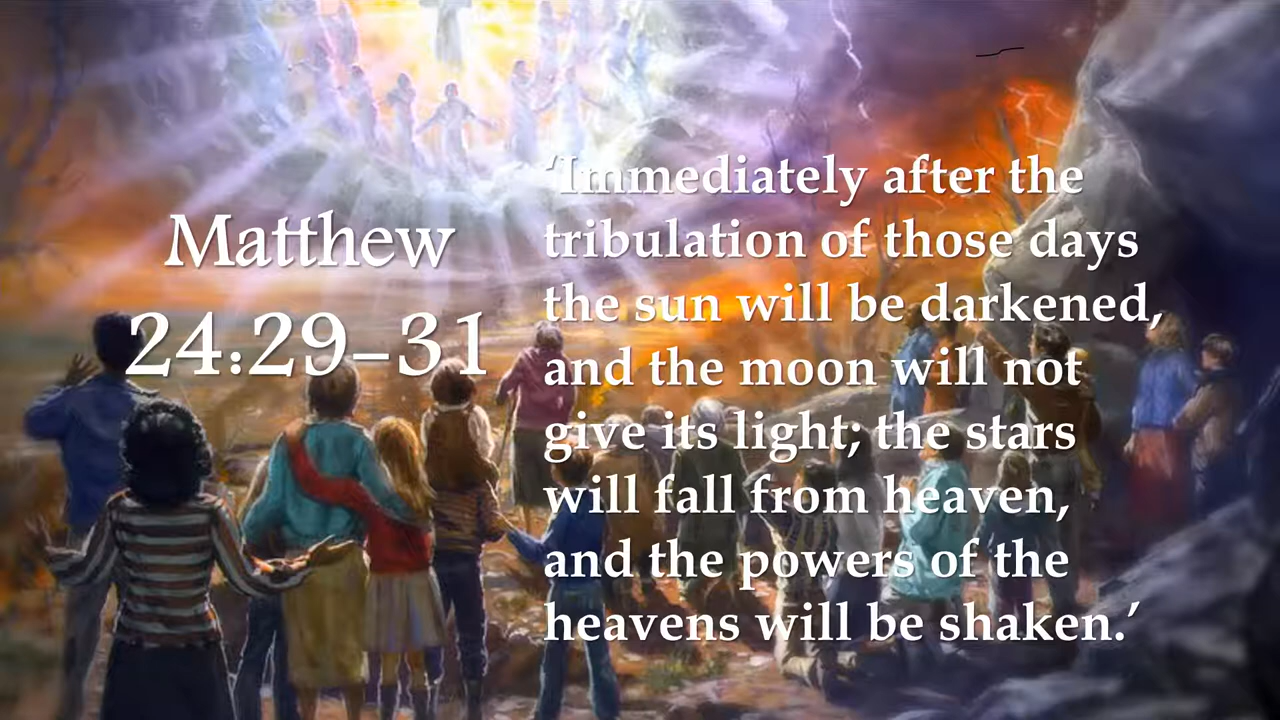 Matthew
24:29–31
‘Immediately after the
tribulation of those days
the sun will be darkened,
and the moon will not
give its light; the stars
will fall from heaven,
and the powers of the
heavens will be shaken.’